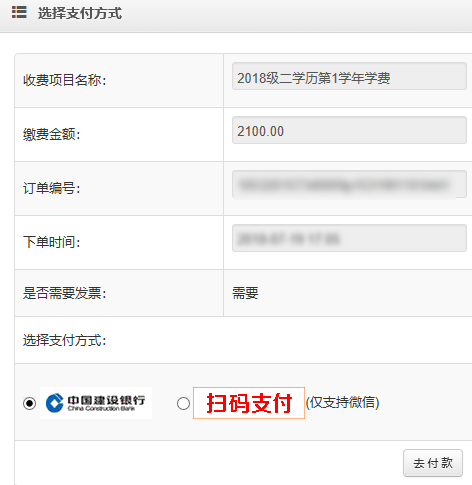 选择支付方式
收费项目名称： 2018级二学历第1学年学费
缴费金额： 2100.00
订单编号：
下单时间：
是否需要发票： 需要
选择支付方式：
中国建设银行 扫码支付 (仅支持微信)
China Construction Bank
去付款